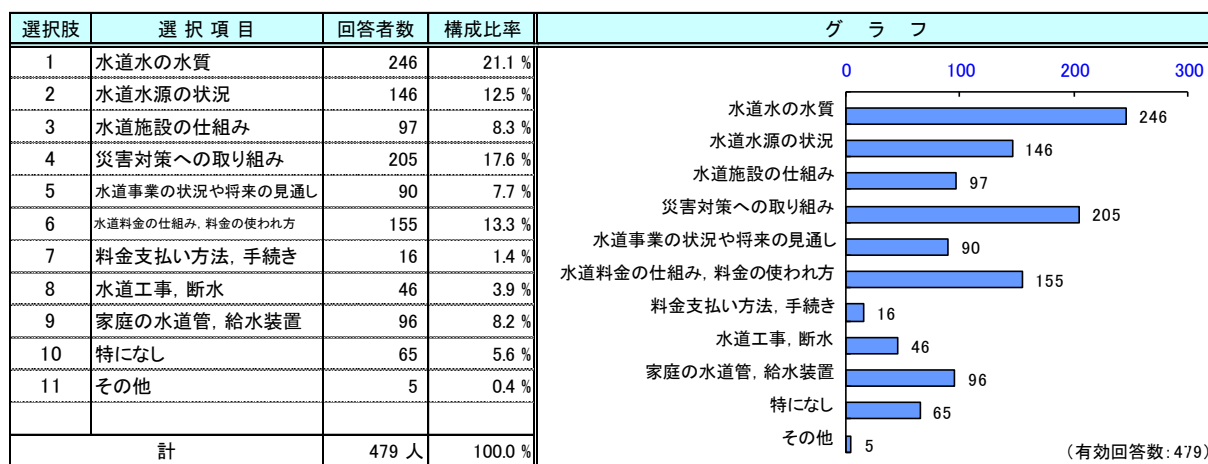 選択肢 選 択 項 目 回答者数 構成比率 グ ラ フ
1 水道水の水質 246 21.1 %
2 水道水源の状況 146 12.5 %
3 水道施設の仕組み 97 8.3 %
4 災害対策への取り組み 205 17.6 %
5 水道事業の状況や将来の見通し 90 7.7 %
6 水道料金の仕組み, 料金の使われ方 155 13.3 %
7 料金支払い方法, 手続き 16 1.4 %
8 水道工事, 断水 46 3.9 %
9 家庭の水道管, 給水装置 96 8.2 %
10 特になし 65 5.6 %
11 その他 5 0.4 %
計 479 人 100.0 %
0 100 200 300
水道水の水質 246
水道水源の状況 146
水道施設の仕組み 97
災害対策への取り組み 205
水道事業の状況や将来の見通し 90
水道料金の仕組み, 料金の使われ方 155
料金支払い方法, 手続き 16
水道工事, 断水 46
家庭の水道管, 給水装置 96
特になし 65
その他 5
(有効回答数:479)